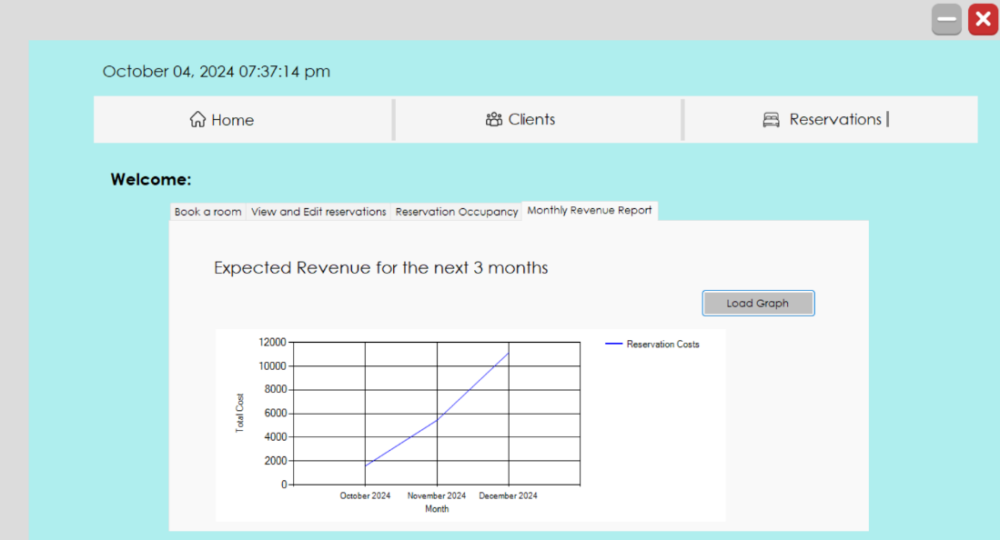 October 04, 2024 07:37:14 pm
Home
Clients
Reservations
Welcome:
Book a room
View and Edit reservations
Reservation Occupancy
Monthly Revenue Report
Expected Revenue for the next 3 months
Load Graph
Reservation Costs
Total Cost
12000
10000
8000
6000
4000
2000
0
October 2024
November 2024
December 2024
Month